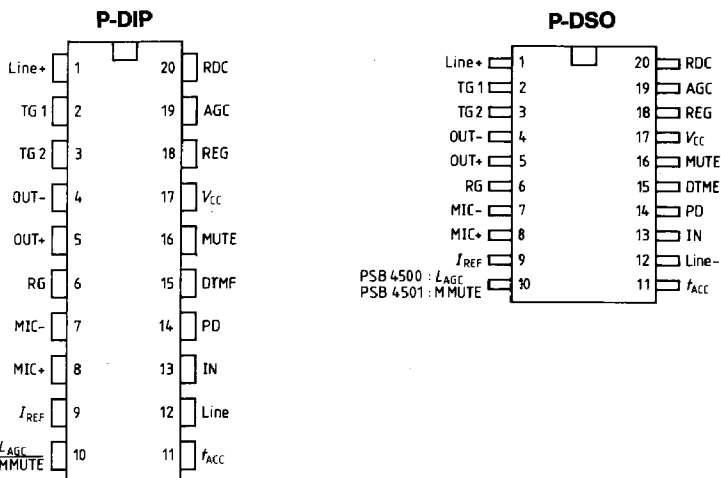 P-DIP
Line+ 1 20 RDC
TG 1 2 19 AGC
TG 2 3 18 REG
OUT- 4 17 VCC
OUT+ 5 16 MUTE
RG 6 15 DTMF
MIC- 7 14 PD
MIC+ 8 13 IN
IREF 9 12 Line
LAGC
MMUTE 10 11 tACC
P-DSO
Line+ 1 20 RDC
TG 1 2 19 AGC
TG 2 3 18 REG
OUT- 4 17 VCC
OUT+ 5 16 MUTE
RG 6 15 DTMF
MIC- 7 14 PD
MIC+ 8 13 IN
IREF 9 12 Line-
PSB 4500 : LAGC
PSB 4501 : MMUTE 10 11 tACC